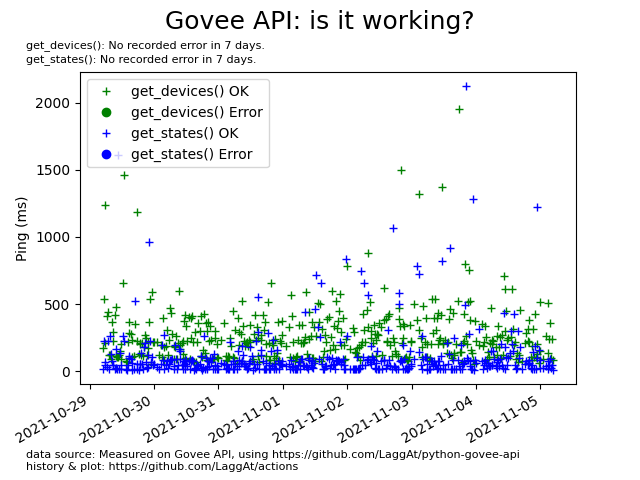 Govee API: is it working?
get_devices(): No recorded error in 7 days.
get_states(): No recorded error in 7 days.
get_devices() OK
get_devices() Error
get_states() OK
get_states() Error
Ping (ms)
2000
1500
1000
500
0
2021-10-29
2021-10-30
2021-10-31
2021-11-01
2021-11-02
2021-11-03
2021-11-04
2021-11-05
data source: Measured on Govee API, using https://github.com/LaggAt/python-govee-api
history & plot: https://github.com/LaggAt/actions